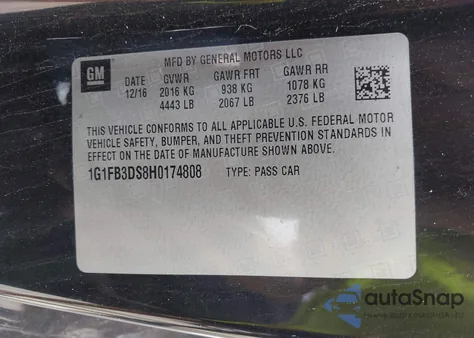 MFD BY GENERAL MOTORS LLC
GM
DATE GVWR GAWR FRT GAWR RR
12/16 2016 KG 938 KG 1078 KG
4443 LB 2067 LB 2376 LB
THIS VEHICLE CONFORMS TO ALL APPLICABLE U.S. FEDERAL MOTOR
VEHICLE SAFETY, BUMPER, AND THEFT PREVENTION STANDARDS IN
EFFECT ON THE DATE OF MANUFACTURE SHOWN ABOVE.
1G1FB3DS8H0174808 TYPE: PASS CAR
autoSnap